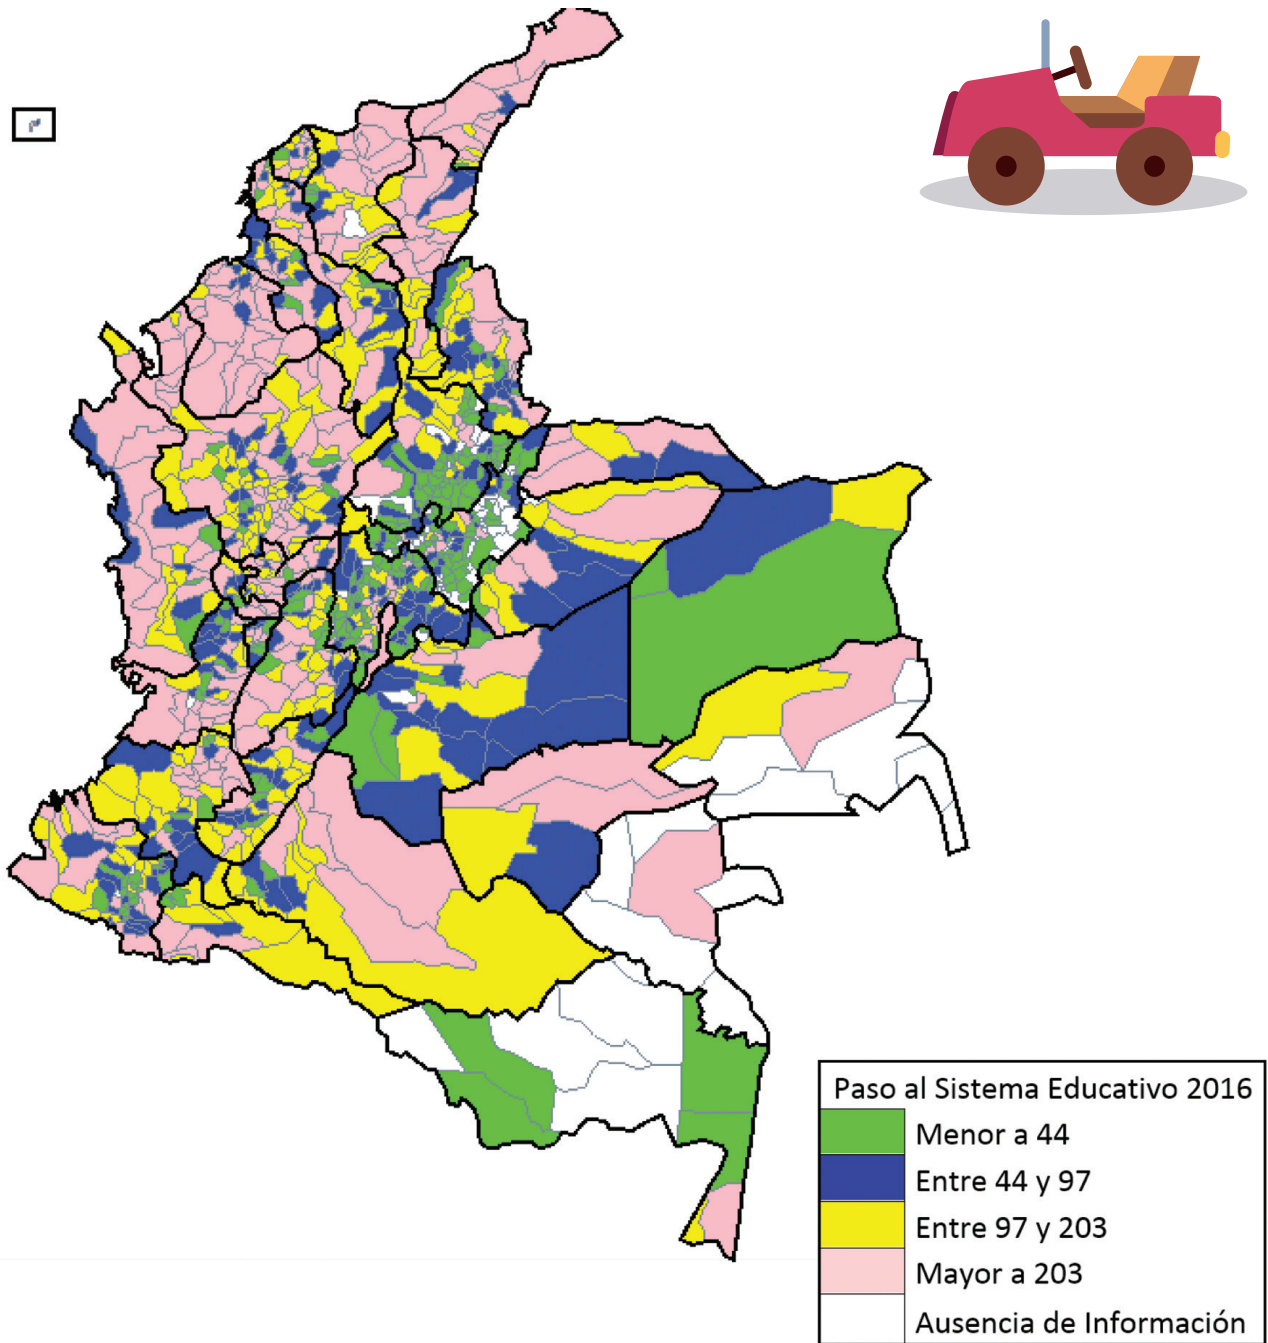 Paso al Sistema Educativo 2016
Menor a 44
Entre 44 y 97
Entre 97 y 203
Mayor a 203
Ausencia de Información